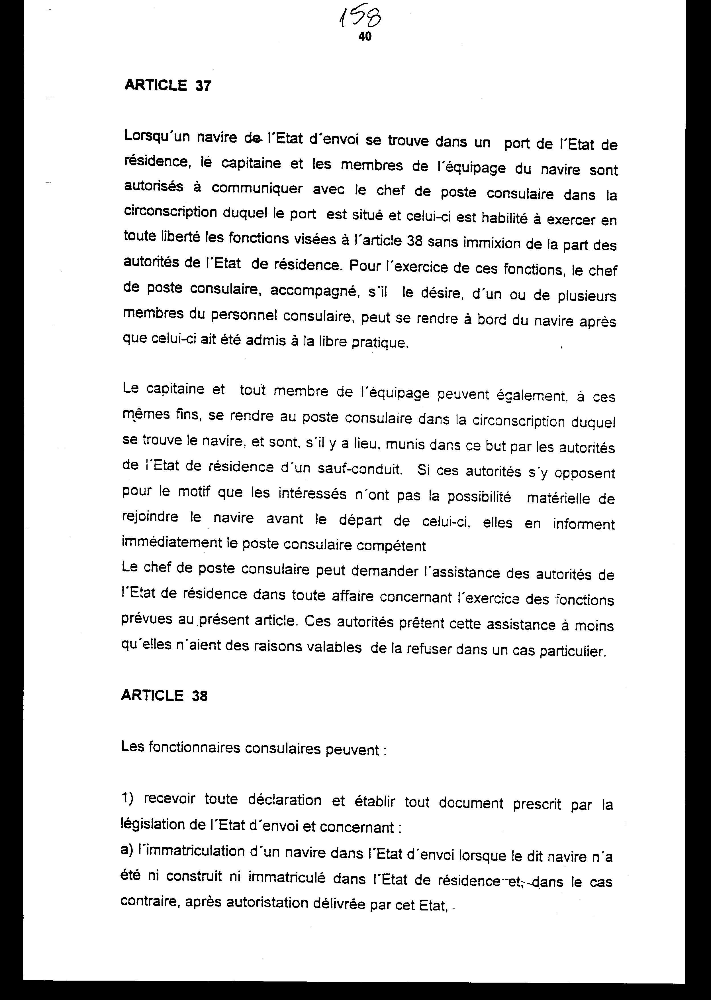 158
40
ARTICLE 37
Lorsqu´un navire de l´Etat d´envoi se trouve dans un port de l´Etat de
résidence, le capitaine et les membres de l´équipage du navire sont
autorisés à communiquer avec le chef de poste consulaire dans la
circonscription duquel le port est situé et celui-ci est habilité à exercer en
toute liberté les fonctions visées à l´article 38 sans immixion de la part des
autorités de l´Etat de résidence. Pour l´exercice de ces fonctions, le chef
de poste consulaire, accompagné, s´il le désire, d´un ou de plusieurs
membres du personnel consulaire, peut se rendre à bord du navire après
que celui-ci ait été admis à la libre pratique.
Le capitaine et tout membre de l´équipage peuvent également, à ces
mêmes fins, se rendre au poste consulaire dans la circonscription duquel
se trouve le navire, et sont, s´il y a lieu, munis dans ce but par les autorités
de l´Etat de résidence d´un sauf-conduit. Si ces autorités s´y opposent
pour le motif que les intéressés n´ont pas la possibilité matérielle de
rejoindre le navire avant le départ de celui-ci, elles en informent
immédiatement le poste consulaire compétent
Le chef de poste consulaire peut demander l´assistance des autorités de
l´Etat de résidence dans toute affaire concernant l´exercice des fonctions
prévues au présent article. Ces autorités prêtent cette assistance à moins
qu´elles n´aient des raisons valables de la refuser dans un cas particulier.
ARTICLE 38
Les fonctionnaires consulaires peuvent :
1) recevoir toute déclaration et établir tout document prescrit par la
législation de l´Etat d´envoi et concernant :
a) l´immatriculation d´un navire dans l´Etat d´envoi lorsque le dit navire n´a
été ni construit ni immatriculé dans l´Etat de résidence et, dans le cas
contraire, après autoristation délivrée par cet Etat,